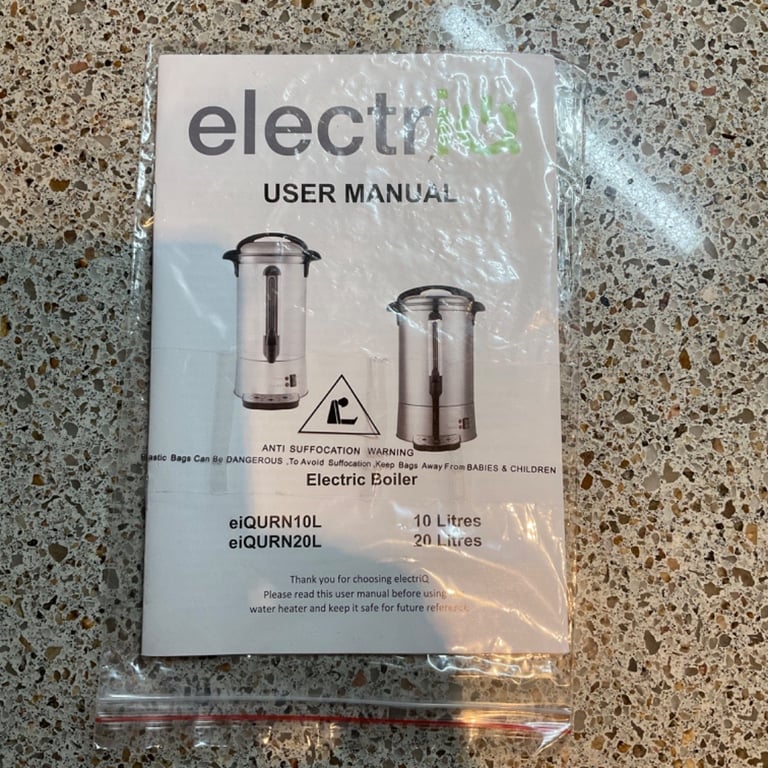 electriQ
USER MANUAL
ANTI SUFFOCATION WARNING
Plastic Bags Can Be DANGEROUS ,To Avoid Suffocation ,Keep Bags Away From BABIES & CHILDREN
Electric Boiler
eiQURN10L 10 Litres
eiQURN20L 20 Litres
Thank you for choosing electriQ
Please read this user manual before using
water heater and keep it safe for future reference.